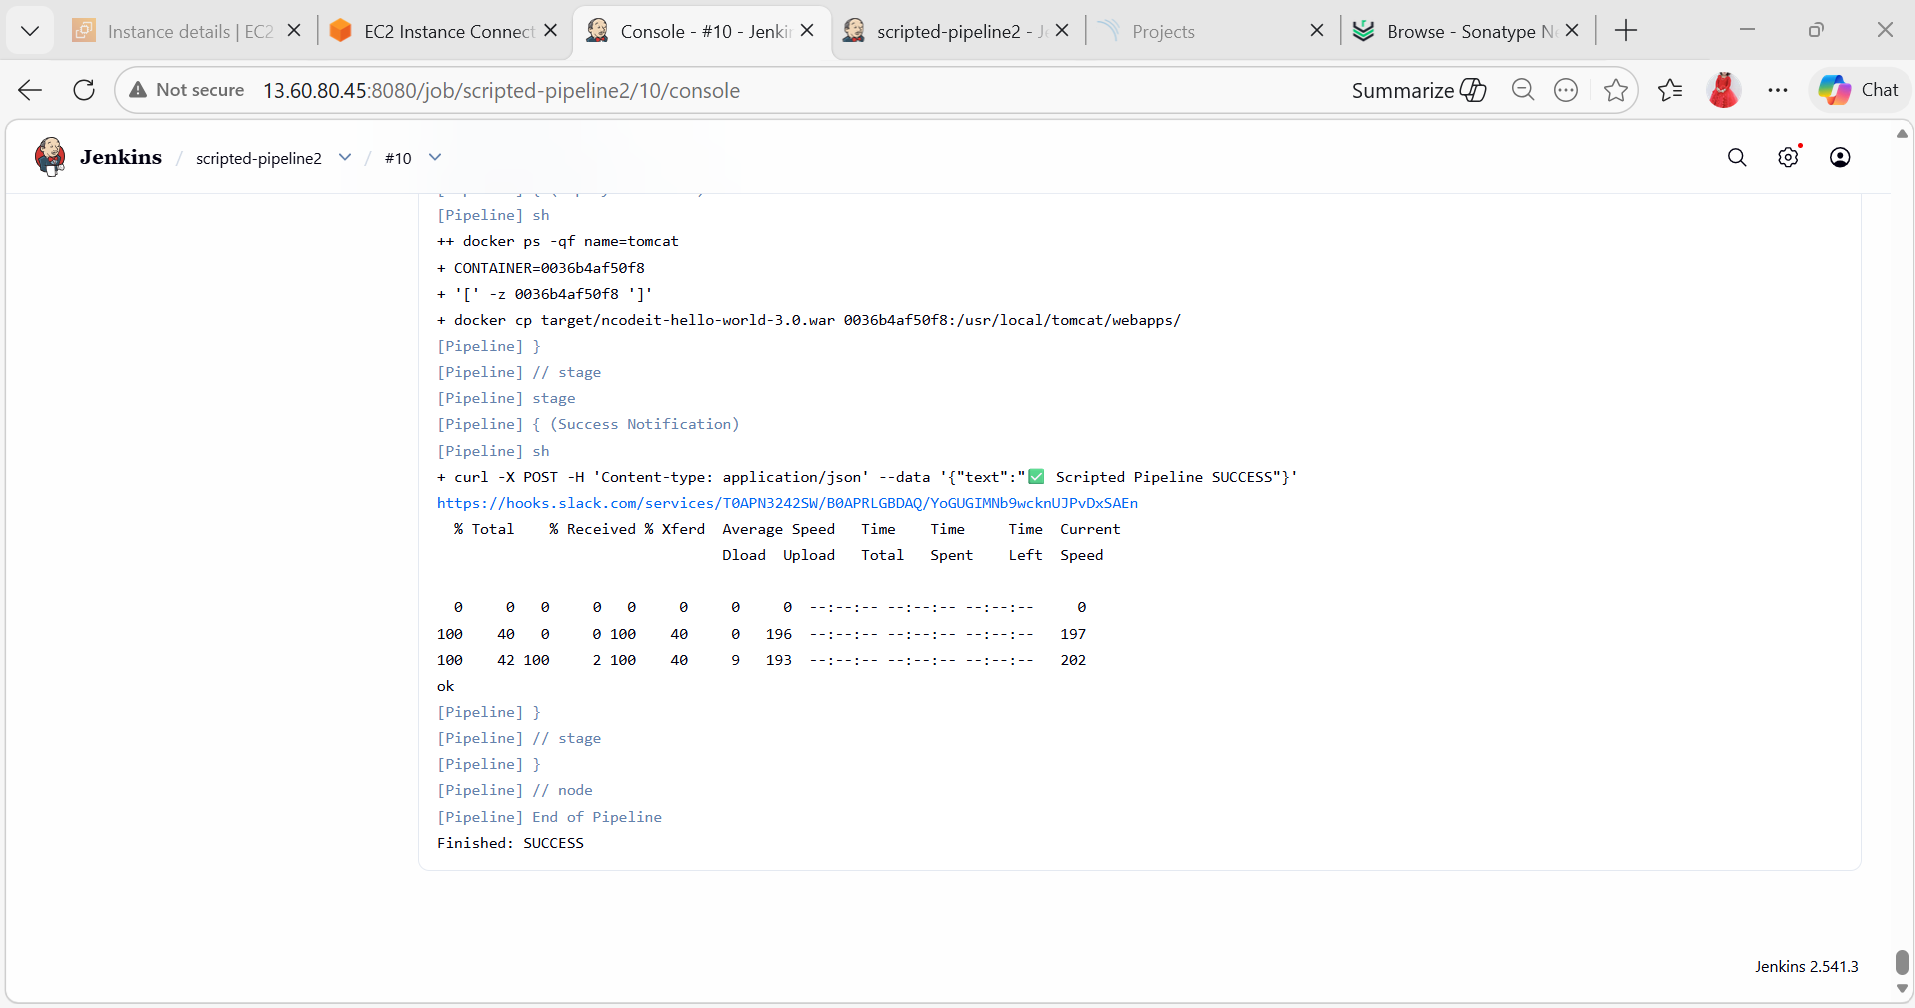 Instance details | EC2
EC2 Instance Connect
Console - #10 - Jenkin
scripted-pipeline2 - Je
Projects
Browse - Sonatype N
Not secure
13.60.80.45:8080/job/scripted-pipeline2/10/console
Summarize
Chat
Jenkins / scripted-pipeline2 / #10
[Pipeline] sh
++ docker ps -qf name=tomcat
+ CONTAINER=0036b4af50f8
+ '[' -z 0036b4af50f8 ']'
+ docker cp target/ncodeit-hello-world-3.0.war 0036b4af50f8:/usr/local/tomcat/webapps/
[Pipeline] }
[Pipeline] // stage
[Pipeline] stage
[Pipeline] { (Success Notification)
[Pipeline] sh
+ curl -X POST -H 'Content-type: application/json' --data '{"text":"✅ Scripted Pipeline SUCCESS"}'
https://hooks.slack.com/services/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
% Total % Received % Xferd Average Speed Time Time Time Current
Dload Upload Total Spent Left Speed
0 0 0 0 0 0 0 0 --:--:-- --:--:-- --:--:-- 0
100 40 0 0 100 40 0 196 --:--:-- --:--:-- --:--:-- 197
100 42 100 2 100 40 9 193 --:--:-- --:--:-- --:--:-- 202
ok
[Pipeline] }
[Pipeline] // stage
[Pipeline] }
[Pipeline] // node
[Pipeline] End of Pipeline
Finished: SUCCESS
Jenkins 2.541.3